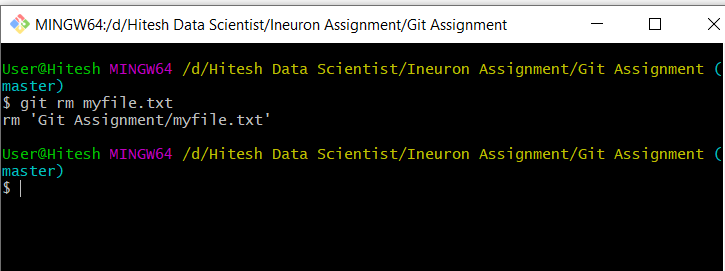 MINGW64:/d/Hitesh Data Scientist/Ineuron Assignment/Git Assignment
User@Hitesh MINGW64 /d/Hitesh Data Scientist/Ineuron Assignment/Git Assignment (
master)
$ git rm myfile.txt
rm 'Git Assignment/myfile.txt'
User@Hitesh MINGW64 /d/Hitesh Data Scientist/Ineuron Assignment/Git Assignment (
master)
$